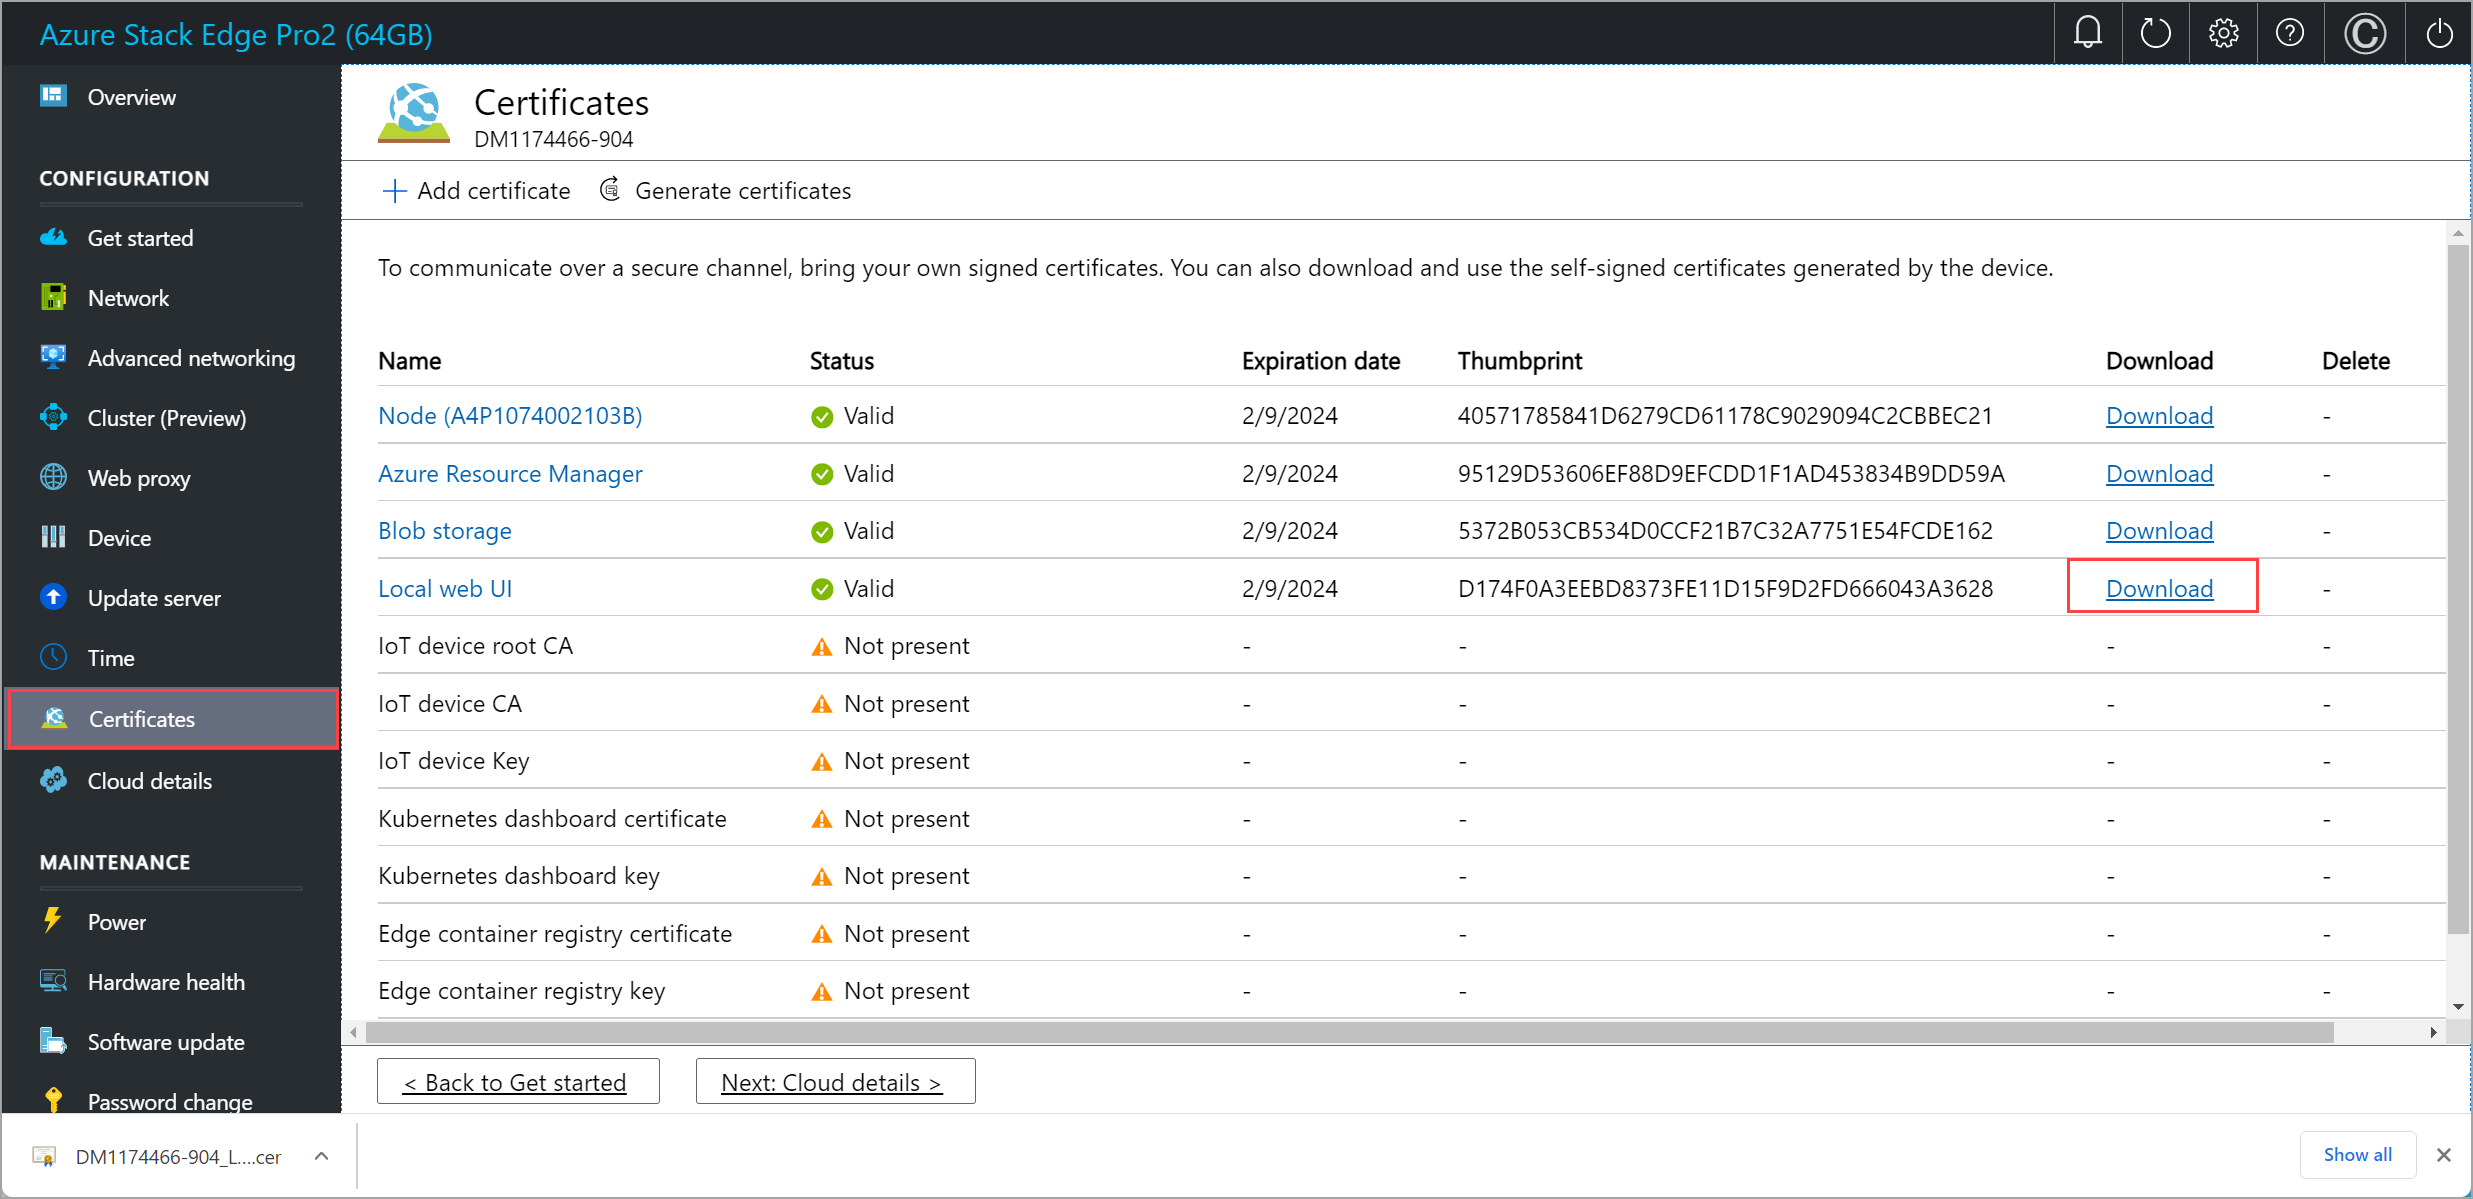 Azure Stack Edge Pro2 (64GB)
Overview
CONFIGURATION
Get started
Network
Advanced networking
Cluster (Preview)
Web proxy
Device
Update server
Time
Certificates
Cloud details
MAINTENANCE
Power
Hardware health
Software update
Password change
Certificates
DM1174466-904
Add certificate Generate certificates
To communicate over a secure channel, bring your own signed certificates. You can also download and use the self-signed certificates generated by the device.
Name Status Expiration date Thumbprint Download Delete
Node (A4P1074002103B) Valid 2/9/2024 40571785841D6279CD61178C9029094C2CBBEC21 Download -
Azure Resource Manager Valid 2/9/2024 95129D53606EF88D9EFCDD1F1AD453834B9DD59A Download -
Blob storage Valid 2/9/2024 5372B053CB534D0CCF21B7C32A7751E54FCDE162 Download -
Local web UI Valid 2/9/2024 D174F0A3EEBD8373FE11D15F9D2FD666043A3628 Download -
IoT device root CA Not present - - - -
IoT device CA Not present - - - -
IoT device Key Not present - - - -
Kubernetes dashboard certificate Not present - - - -
Kubernetes dashboard key Not present - - - -
Edge container registry certificate Not present - - - -
Edge container registry key Not present - - - -
< Back to Get started Next: Cloud details >
DM1174466-904_L....cer Show all